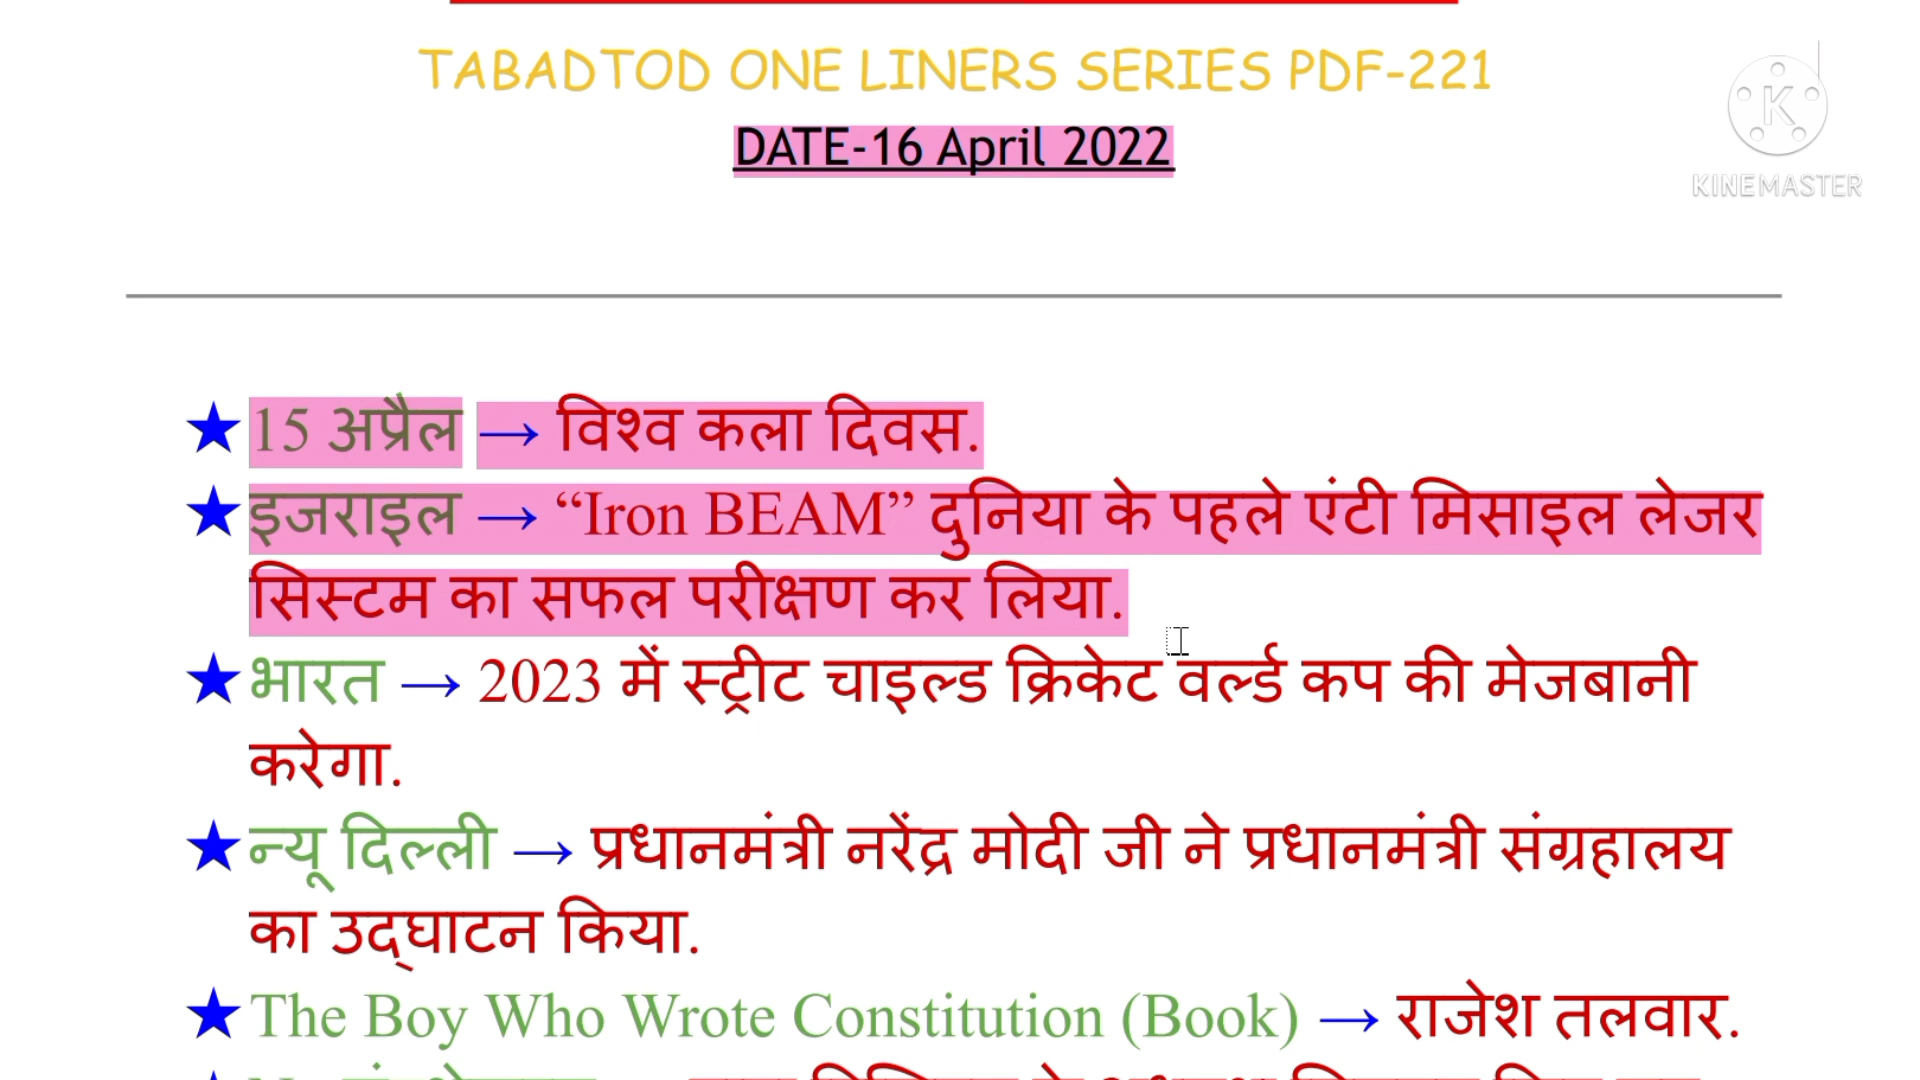 TABADTOD ONE LINERS SERIES PDF-221
DATE-16 April 2022
KINEMASTER
★ 15 अप्रैल → विश्व कला दिवस.
★ इजराइल → “Iron BEAM” दुनिया के पहले एंटी मिसाइल लेजर
सिस्टम का सफल परीक्षण कर लिया.
★ भारत → 2023 में स्ट्रीट चाइल्ड क्रिकेट वर्ल्ड कप की मेजबानी
करेगा.
★ न्यू दिल्ली → प्रधानमंत्री नरेंद्र मोदी जी ने प्रधानमंत्री संग्रहालय
का उद्घाटन किया.
★ The Boy Who Wrote Constitution (Book) → राजेश तलवार.